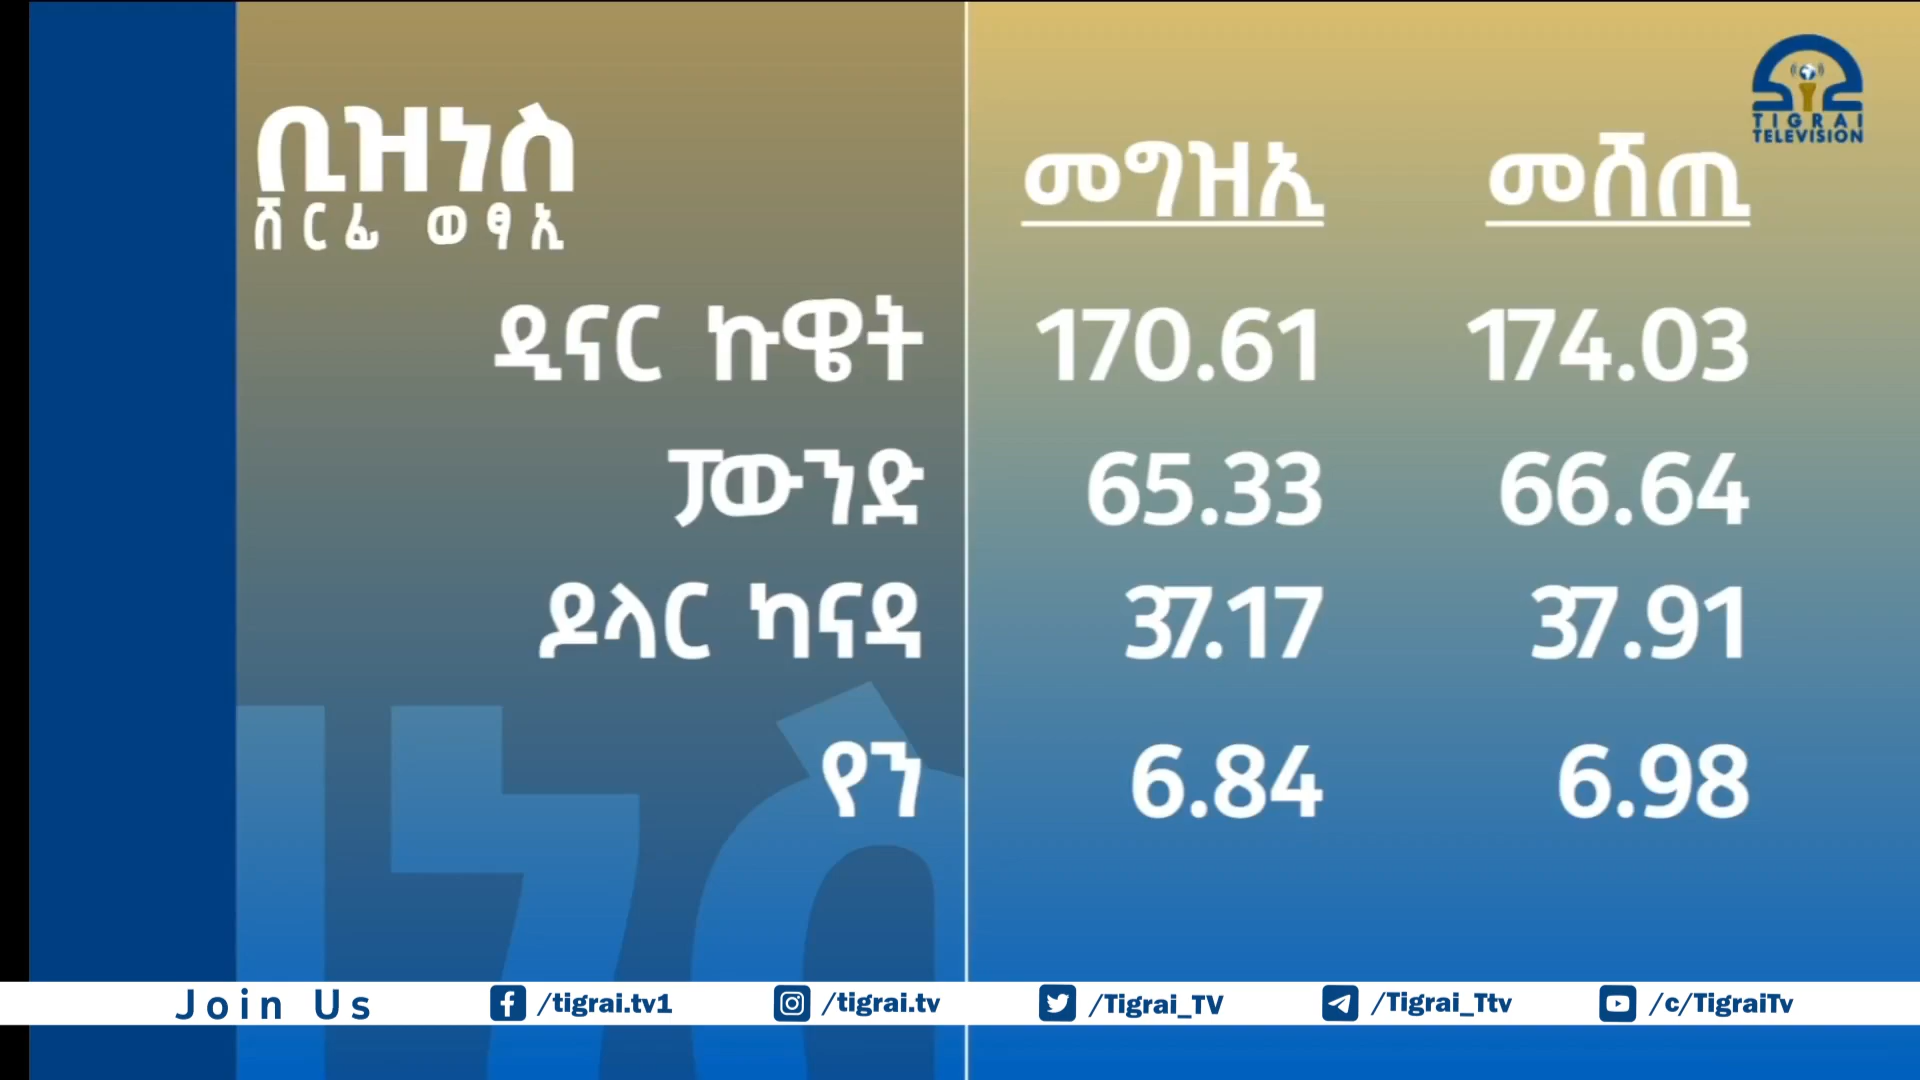 ቢዝነስ
ሸርፊ ወፃኢ
መግዝኢ መሸጢ
ዲናር ኩዌት 170.61 174.03
ፓውንድ 65.33 66.64
ዶላር ካናዳ 37.17 37.91
የን 6.84 6.98
TIGRAI
TELEVISION
Join Us /tigrai.tv1 /tigrai.tv /Tigrai_TV /Tigrai_Ttv /c/TigraiTv